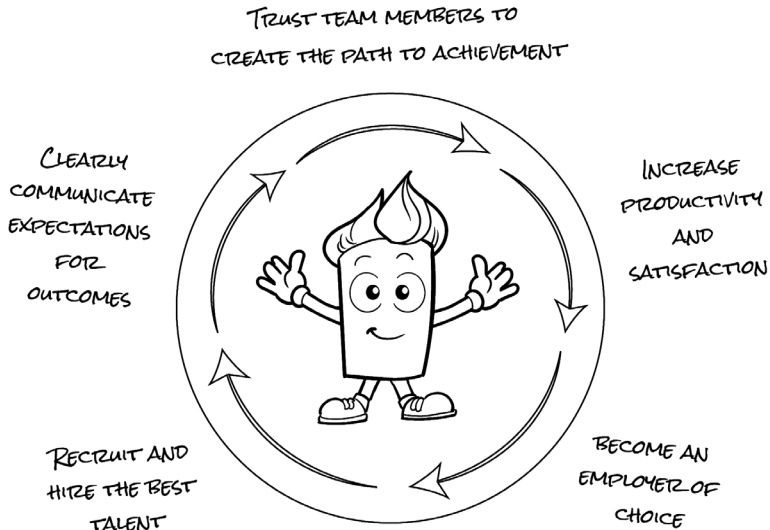 TRUST TEAM MEMBERS TO
CREATE THE PATH TO ACHIEVEMENT
INCREASE
PRODUCTIVITY
AND
SATISFACTION
BECOME AN
EMPLOYER OF
CHOICE
RECRUIT AND
HIRE THE BEST
TALENT
CLEARLY
COMMUNICATE
EXPECTATIONS
FOR
OUTCOMES